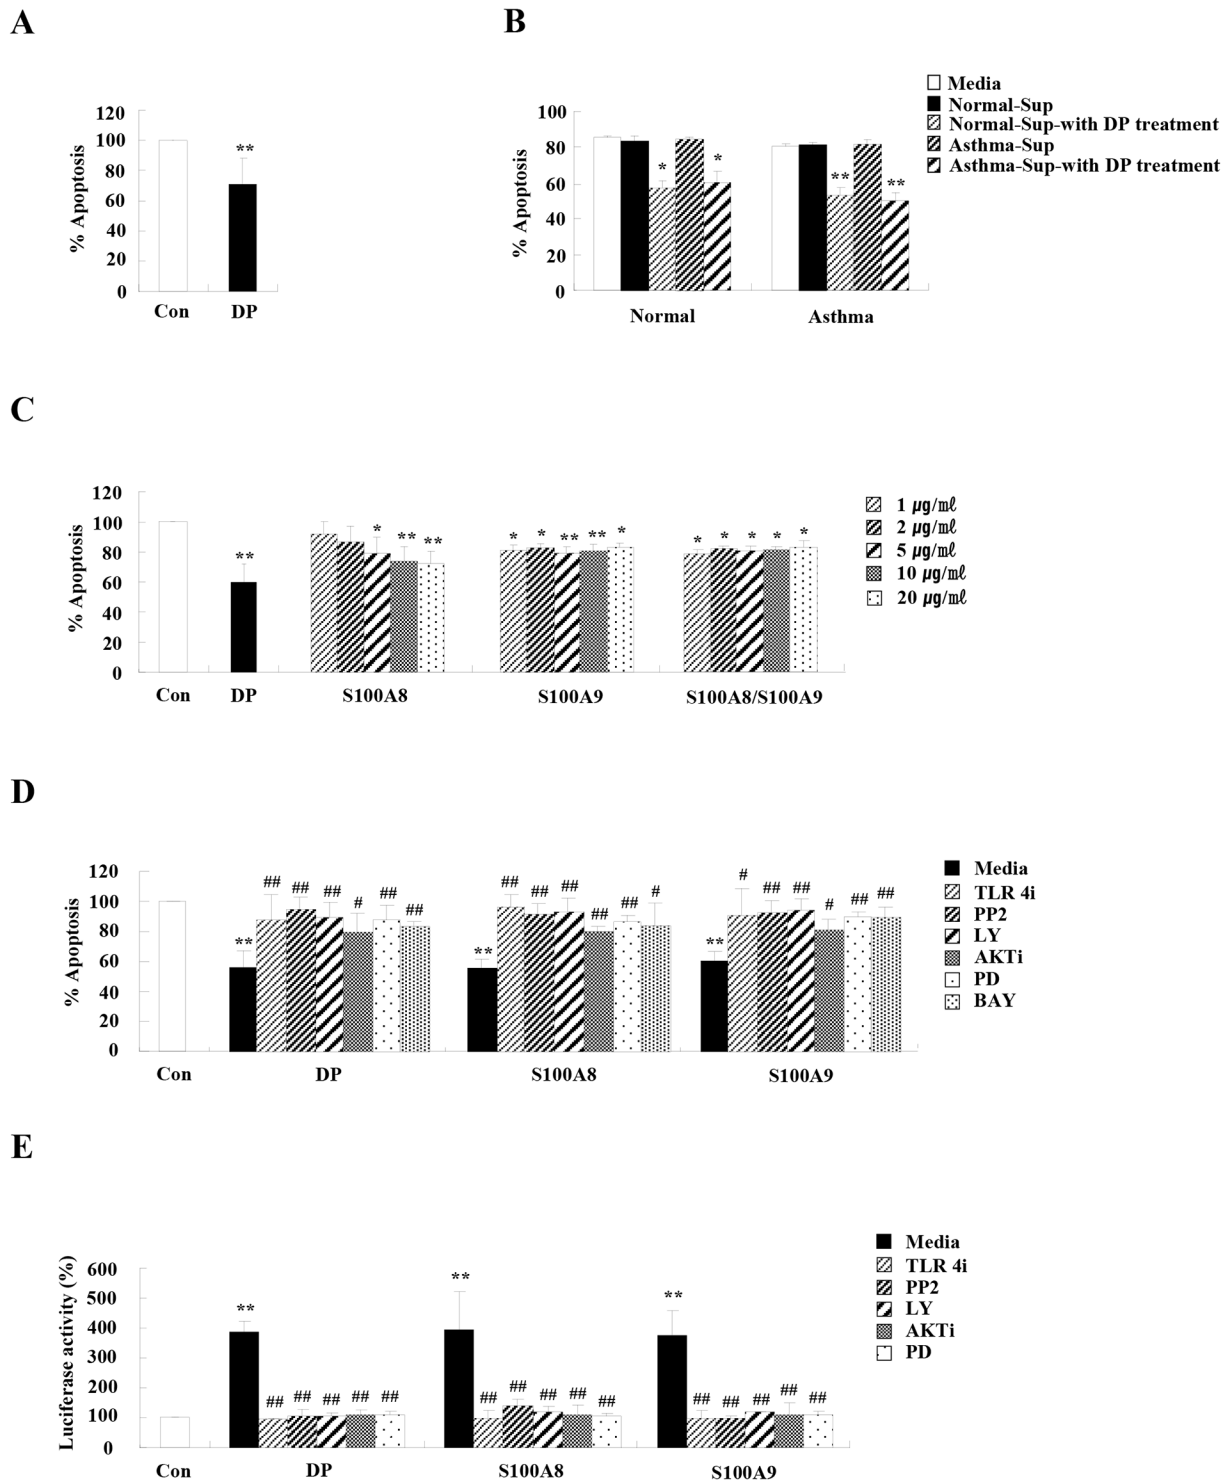 A
120
100
80
60
40
20
0
% Apoptosis
**
Con
DP
B
100
80
60
40
20
0
% Apoptosis
*
*
**
**
Normal
Asthma
Media
Normal-Sup
Normal-Sup-with DP treatment
Asthma-Sup
Asthma-Sup-with DP treatment
C
120
100
80
60
40
20
0
% Apoptosis
**
* ** **
* * ** ** *
* * * * *
Con
DP
S100A8
S100A9
S100A8/S100A9
1 ㎍/㎖
2 ㎍/㎖
5 ㎍/㎖
10 ㎍/㎖
20 ㎍/㎖
D
120
100
80
60
40
20
0
% Apoptosis
** ## ## ## # ## ##
** ## ## ## ## ## #
** # ## ## # ## ##
Con
DP
S100A8
S100A9
Media
TLR 4i
PP2
LY
AKTi
PD
BAY
E
600
500
400
300
200
100
0
Luciferase activity (%)
** ## ## ## ## ##
** ## ## ## ## ##
** ## ## ## ## ##
Con
DP
S100A8
S100A9
Media
TLR 4i
PP2
LY
AKTi
PD